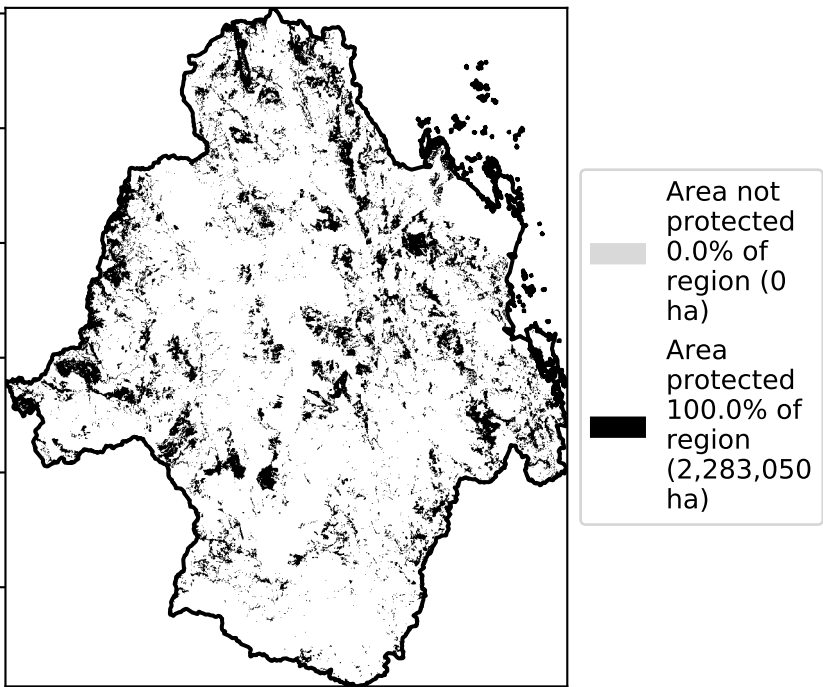 Area not
protected
0.0% of
region (0
ha)
Area
protected
100.0% of
region
(2,283,050
ha)